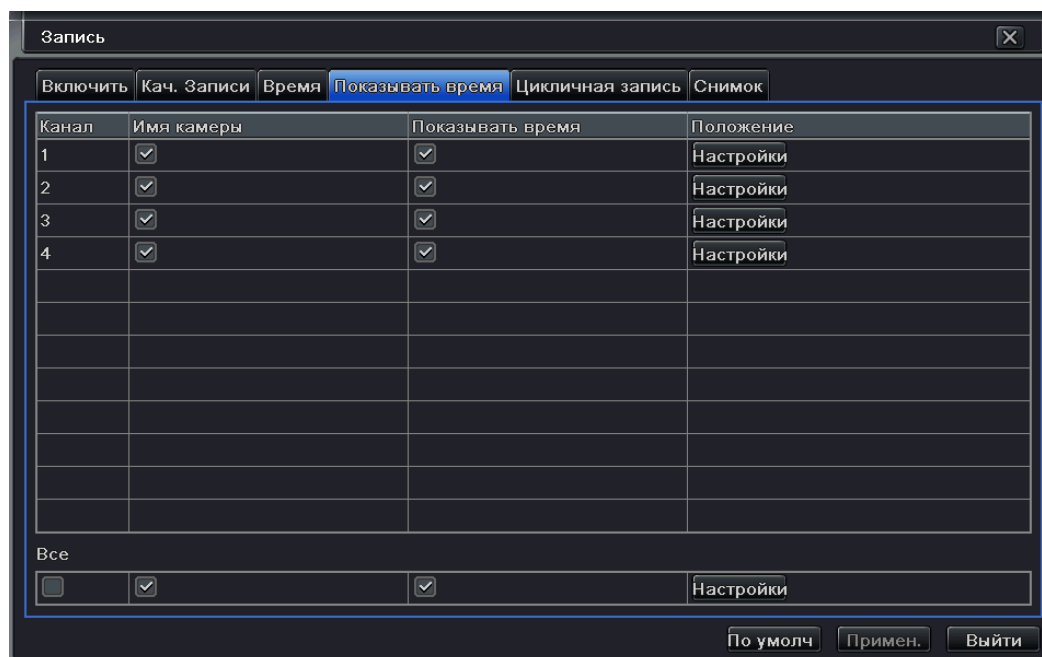 Запись
Включить Кач. Записи Время Показывать время Цикличная запись Снимок
Канал Имя камеры Показывать время Положение
1 Настройки
2 Настройки
3 Настройки
4 Настройки
Все
Настройки
По умолч Примен. Выйти